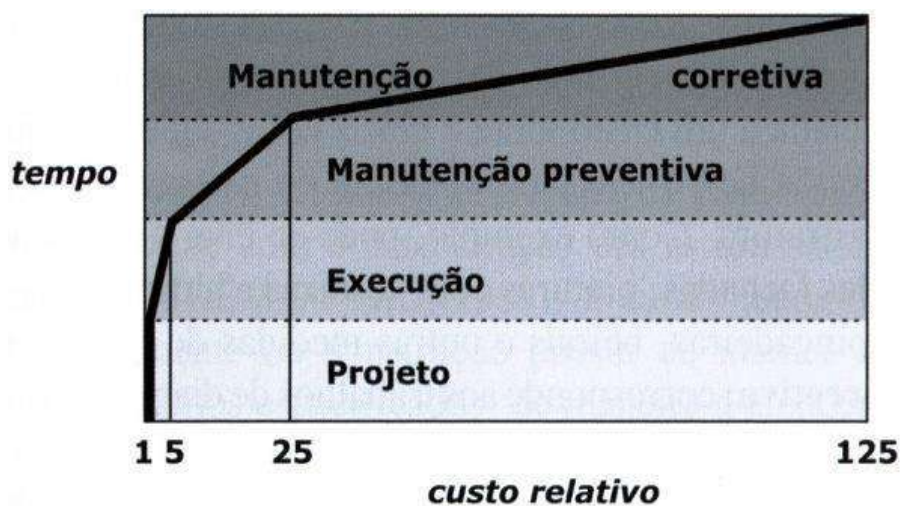 Manutenção corretiva
tempo
Manutenção preventiva
Execução
Projeto
1 5 25 125
custo relativo